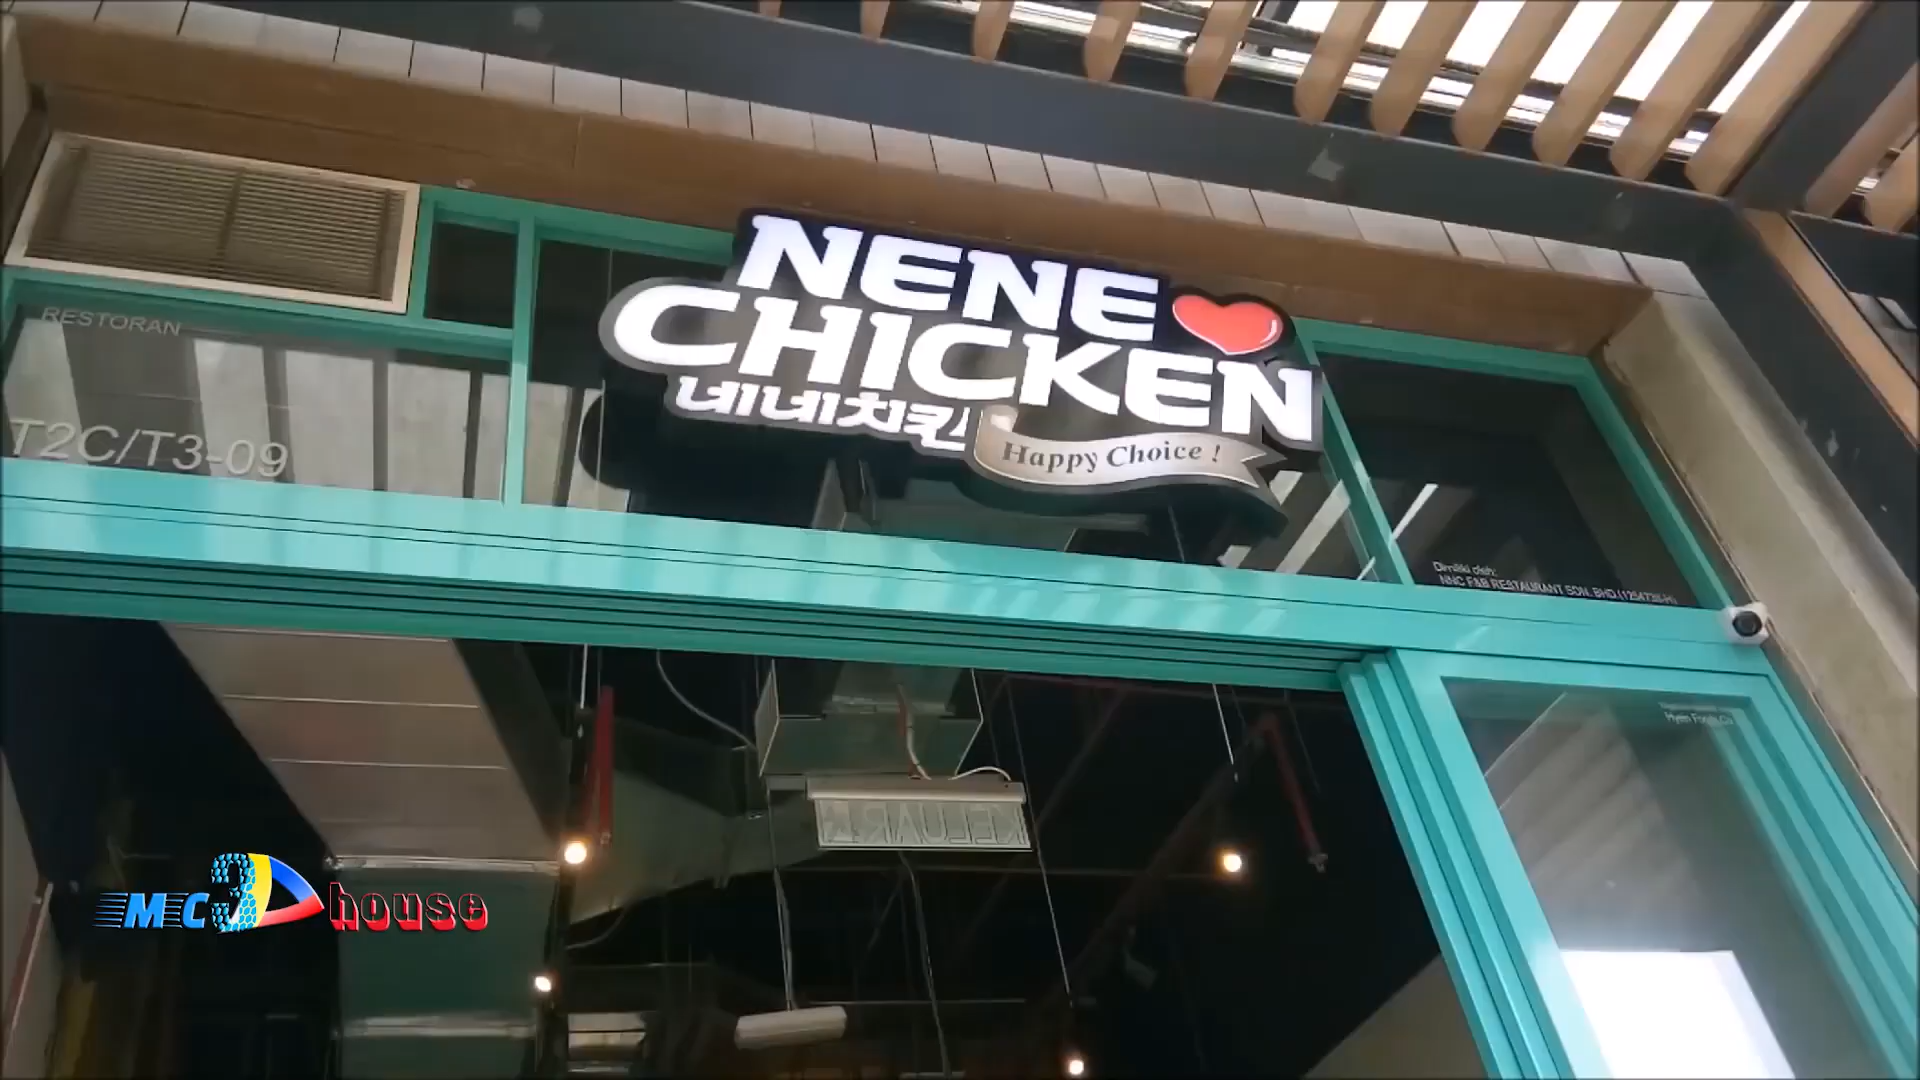 NENE
CHICKEN
네네치킨
Happy Choice !
RESTORAN
T2C/T3-09
Dimiliki oleh:
NNC F&B RESTAURANT SDN. BHD.
KELUAR
MC3Dhouse